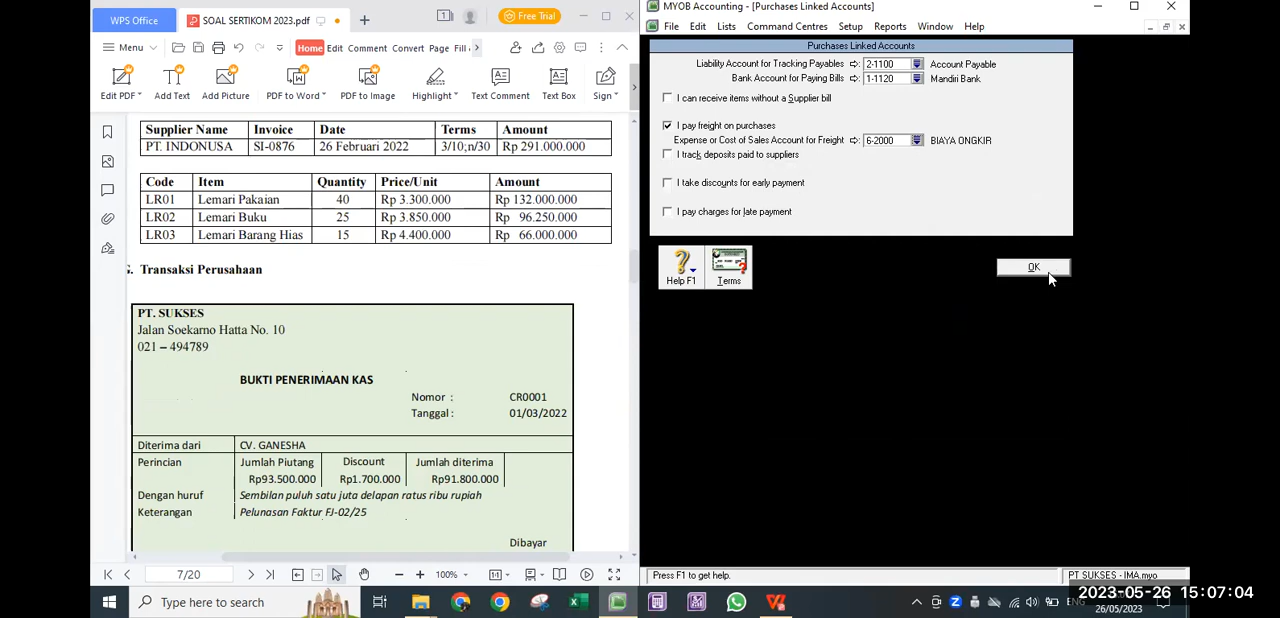 WPS Office
SOAL SERTIKOM 2023.pdf
Free Trial
Menu
Home Edit Comment Convert Page Fill
Edit PDF
Add Text
Add Picture
PDF to Word
PDF to Image
Highlight
Text Comment
Text Box
Sign
Supplier Name Invoice Date Terms Amount
PT. INDONUSA SI-0876 26 Februari 2022 3/10;n/30 Rp 291.000.000
Code Item Quantity Price/Unit Amount
LR01 Lemari Pakaian 40 Rp 3.300.000 Rp 132.000.000
LR02 Lemari Buku 25 Rp 3.850.000 Rp 96.250.000
LR03 Lemari Barang Hias 15 Rp 4.400.000 Rp 66.000.000
Transaksi Perusahaan
PT. SUKSES
Jalan Soekarno Hatta No. 10
021 – 494789
BUKTI PENERIMAAN KAS
Nomor : CR0001
Tanggal : 01/03/2022
Diterima dari CV. GANESHA
Perincian Jumlah Piutang Discount Jumlah diterima
Rp93.500.000 Rp1.700.000 Rp91.800.000
Dengan huruf Sembilan puluh satu juta delapan ratus ribu rupiah
Keterangan Pelunasan Faktur FJ-02/25
Dibayar
7/20
100%
MYOB Accounting - [Purchases Linked Accounts]
File Edit Lists Command Centres Setup Reports Window Help
Purchases Linked Accounts
Liability Account for Tracking Payables 2-1100 Account Payable
Bank Account for Paying Bills 1-1120 Mandiri Bank
I can receive items without a Supplier bill
I pay freight on purchases
Expense or Cost of Sales Account for Freight 6-2000 BIAYA ONGKIR
I track deposits paid to suppliers
I take discounts for early payment
I pay charges for late payment
Help F1
Terms
OK
Press F1 to get help.
PT SUKSES - IMA.myo
Type here to search
ENG
2023-05-26 15:07:04
26/05/2023